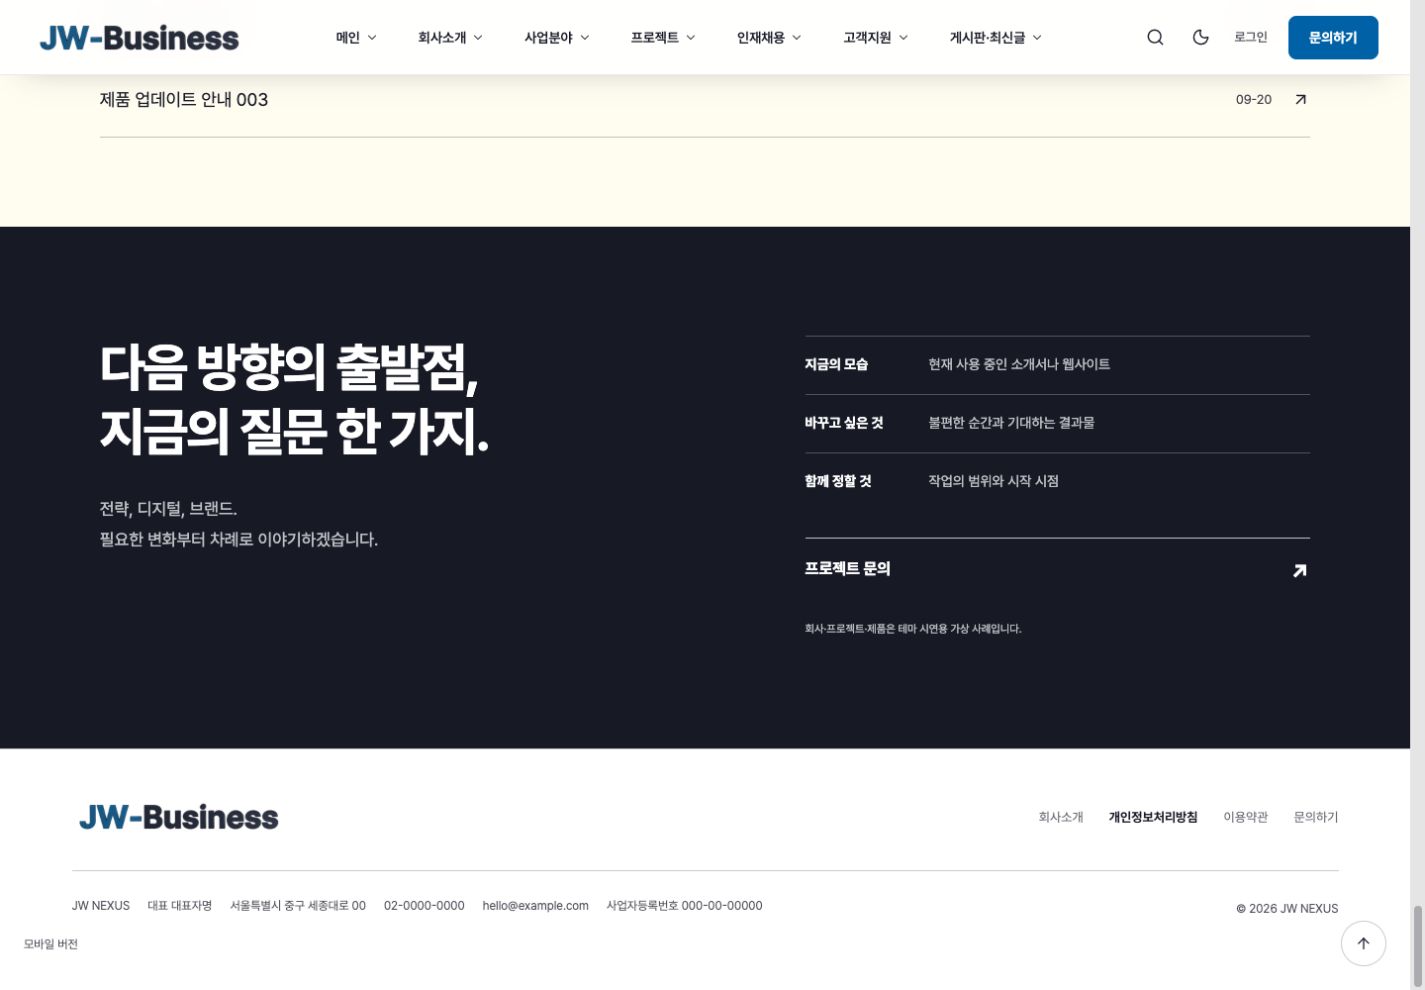 JW-Business
메인
회사소개
사업분야
프로젝트
인재채용
고객지원
게시판·최신글
로그인
문의하기
제품 업데이트 안내 003
09-20
다음 방향의 출발점,
지금의 질문 한 가지.
전략, 디지털, 브랜드.
필요한 변화부터 차례로 이야기하겠습니다.
지금의 모습 현재 사용 중인 소개서나 웹사이트
바꾸고 싶은 것 불편한 순간과 기대하는 결과물
함께 정할 것 작업의 범위와 시작 시점
프로젝트 문의
회사·프로젝트·제품은 테마 시연용 가상 사례입니다.
JW-Business
회사소개 개인정보처리방침 이용약관 문의하기
JW NEXUS 대표 대표자명 서울특별시 중구 세종대로 00 02-0000-0000 hello@example.com 사업자등록번호 000-00-00000
© 2026 JW NEXUS
모바일 버전